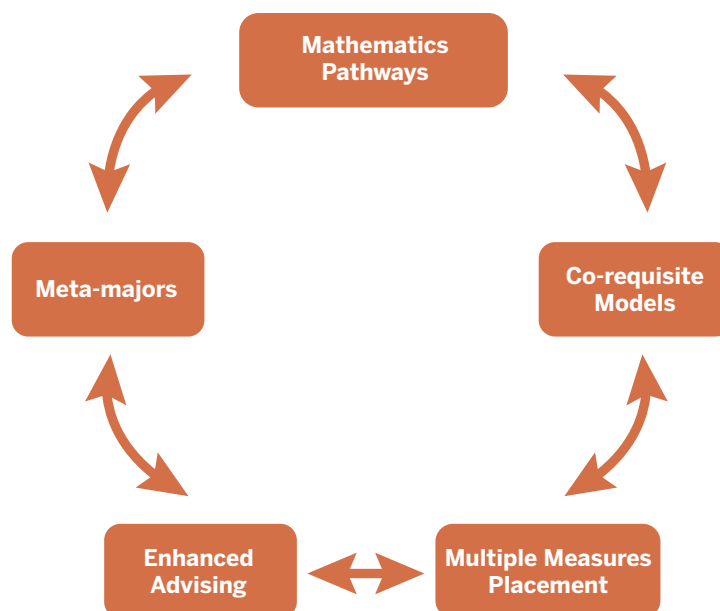 Mathematics
Pathways
Meta-majors
Co-requisite
Models
Enhanced
Advising
Multiple Measures
Placement